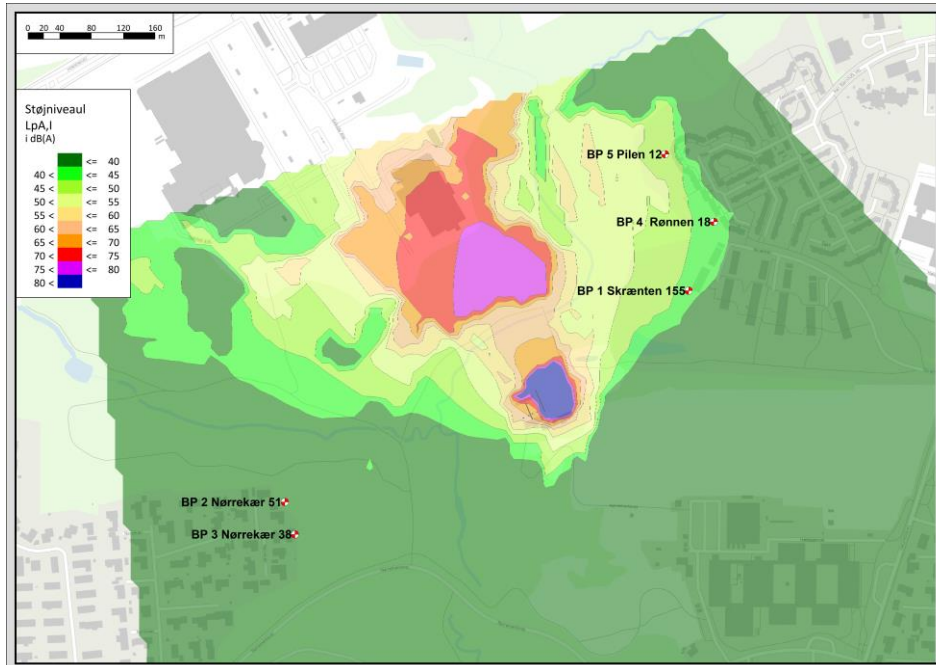 0 20 40 80 120 160
m
Støjniveaul
LpA,I
i dB(A)
<= 40
40 < <= 45
45 < <= 50
50 < <= 55
55 < <= 60
60 < <= 65
65 < <= 70
70 < <= 75
75 < <= 80
80 <
BP 5 Pilen 12
BP 4 Rønnen 18
BP 1 Skrænten 155
BP 2 Nørrekær 51
BP 3 Nørrekær 38